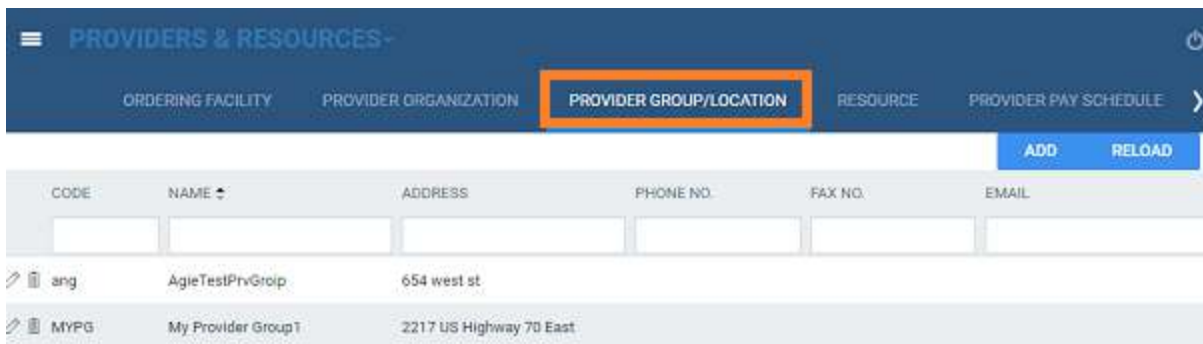 PROVIDERS & RESOURCES
ORDERING FACILITY PROVIDER ORGANIZATION PROVIDER GROUP/LOCATION RESOURCE PROVIDER PAY SCHEDULE
ADD RELOAD
CODE NAME ADDRESS PHONE NO. FAX NO. EMAIL
ang AgieTestPrvGroip 654 west st
MYPG My Provider Group1 2217 US Highway 70 East